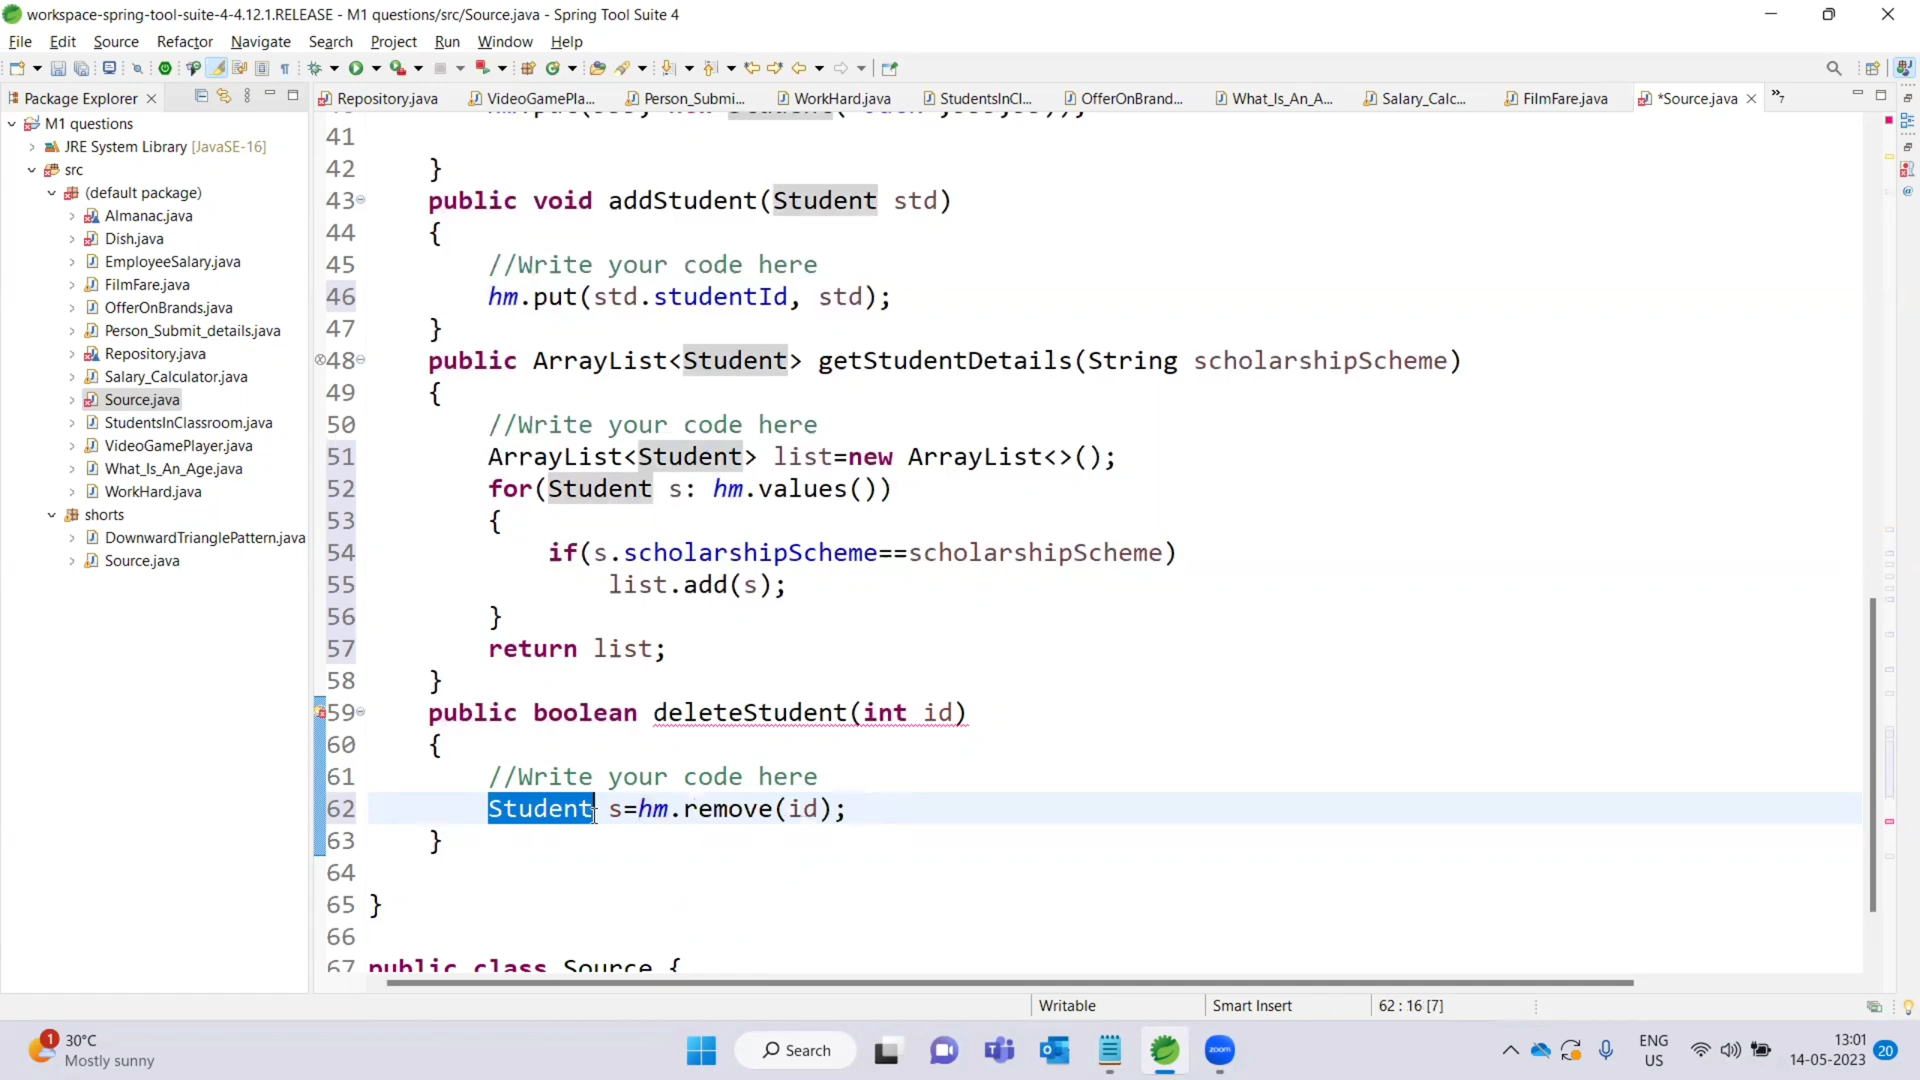 workspace-spring-tool-suite-4-4.12.1.RELEASE - M1 questions/src/Source.java - Spring Tool Suite 4
File Edit Source Refactor Navigate Search Project Run Window Help
Package Explorer
Repository.java VideoGamePla... Person_Submi... WorkHard.java StudentsInCl... OfferOnBrand... What_Is_An_A... Salary_Calc... FilmFare.java *Source.java »7
M1 questions
JRE System Library [JavaSE-16]
src
(default package)
Almanac.java
Dish.java
EmployeeSalary.java
FilmFare.java
OfferOnBrands.java
Person_Submit_details.java
Repository.java
Salary_Calculator.java
Source.java
StudentsInClassroom.java
VideoGamePlayer.java
What_Is_An_Age.java
WorkHard.java
shorts
DownwardTrianglePattern.java
Source.java
41
42 }
43 public void addStudent(Student std)
44 {
45 //Write your code here
46 hm.put(std.studentId, std);
47 }
48 public ArrayList<Student> getStudentDetails(String scholarshipScheme)
49 {
50 //Write your code here
51 ArrayList<Student> list=new ArrayList<>();
52 for(Student s: hm.values())
53 {
54 if(s.scholarshipScheme==scholarshipScheme)
55 list.add(s);
56 }
57 return list;
58 }
59 public boolean deleteStudent(int id)
60 {
61 //Write your code here
62 Student s=hm.remove(id);
63 }
64
65 }
66
67 public class Source {
Writable Smart Insert 62 : 16 [7]
1 30°C
Mostly sunny
Search
zoom
ENG
US
13:01
14-05-2023
20